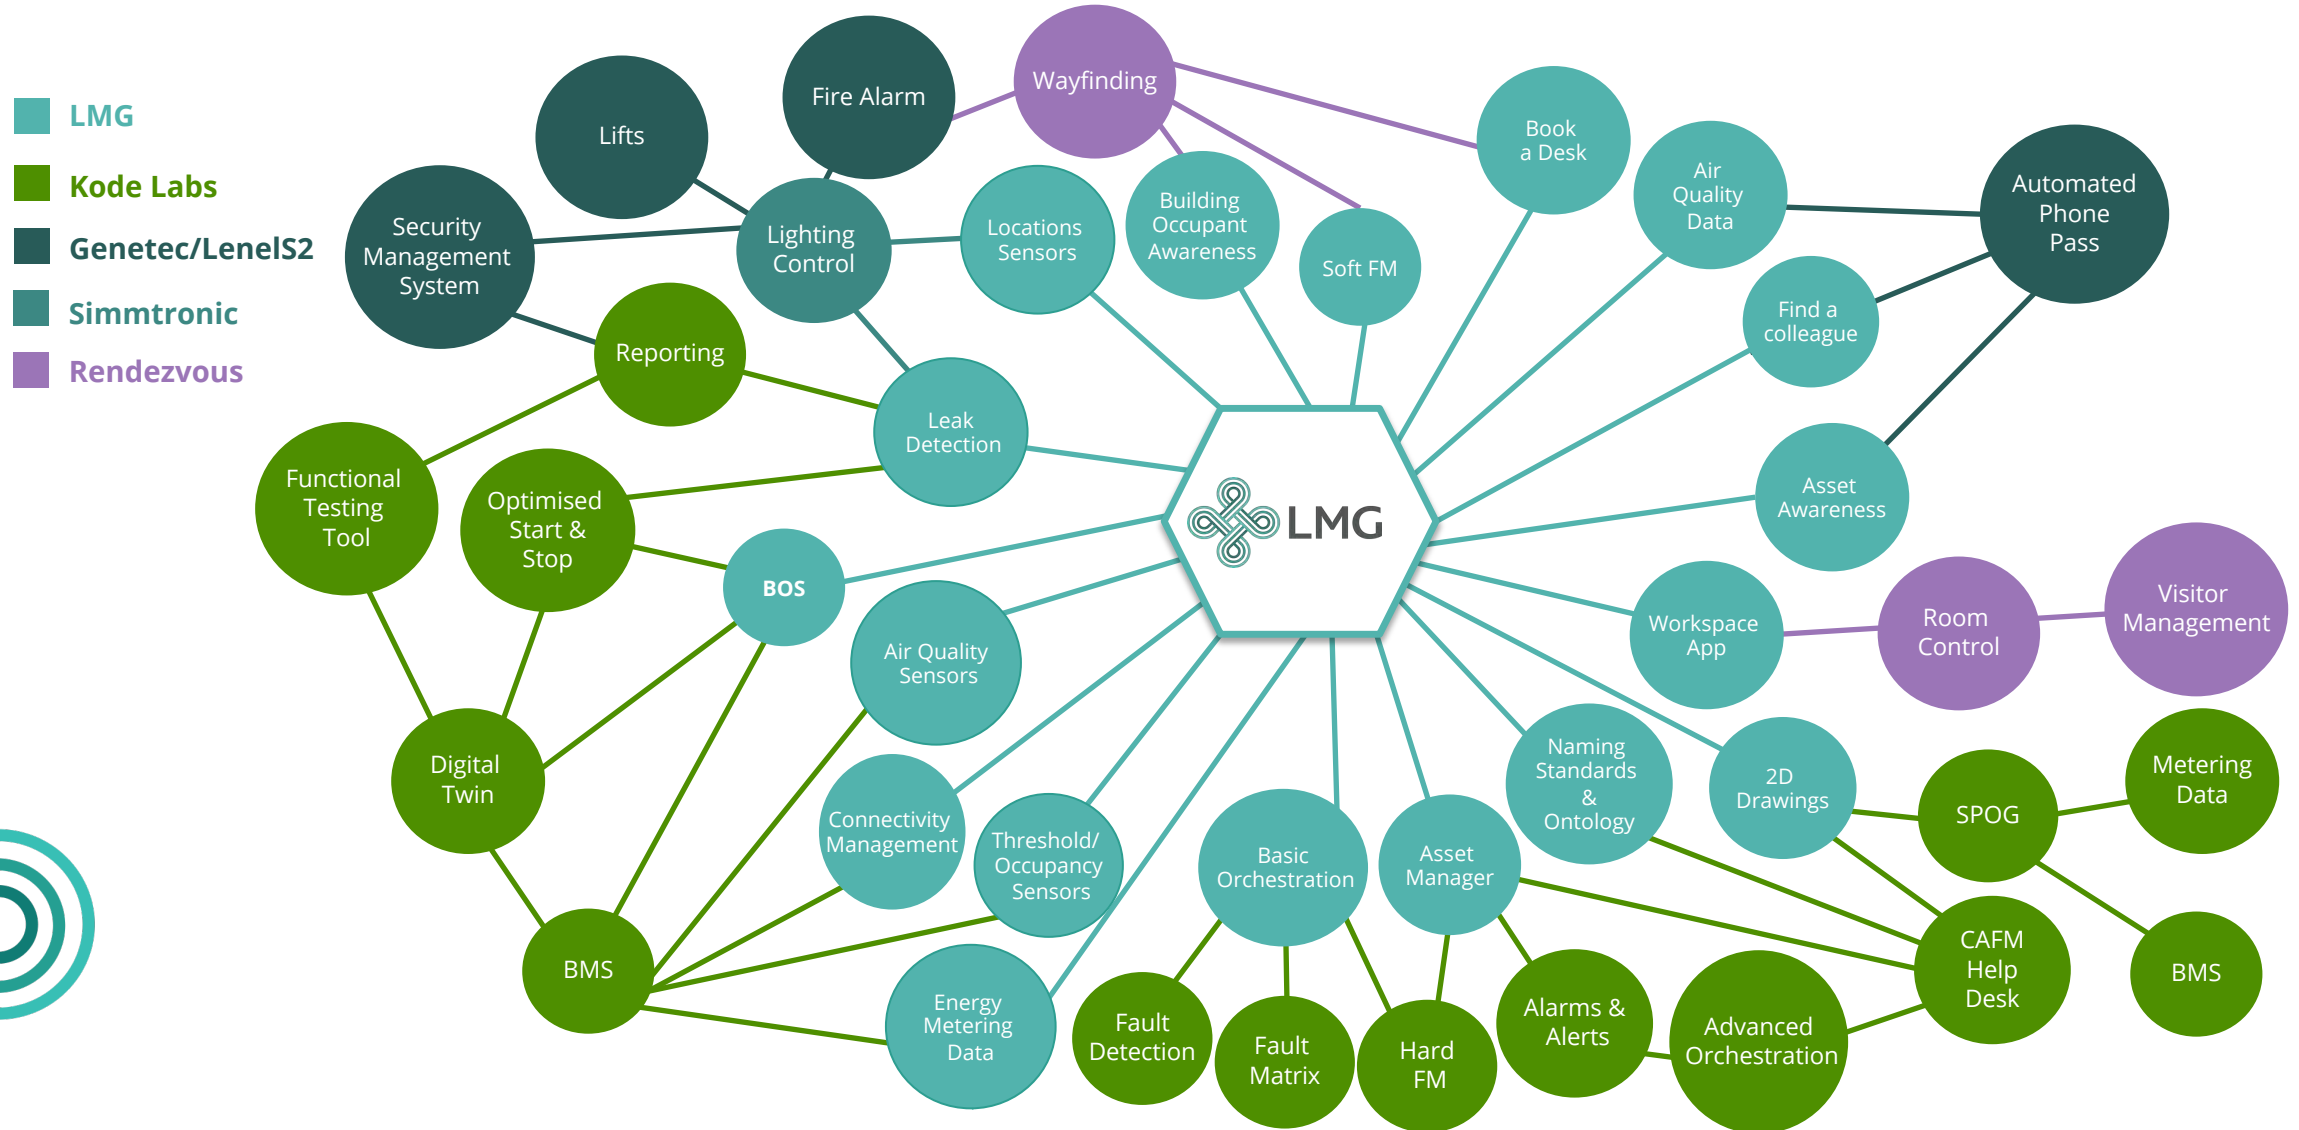 LMG
Kode Labs
Genetec/LenelS2
Simmtronic
Rendezvous
Security
Management
System
Lifts
Fire Alarm
Wayfinding
Lighting
Control
Locations
Sensors
Building
Occupant
Awareness
Soft FM
Book
a Desk
Air
Quality
Data
Automated
Phone
Pass
Find a
colleague
Reporting
Leak
Detection
Functional
Testing
Tool
Optimised
Start &
Stop
BOS
LMG
Asset
Awareness
Workspace
App
Room
Control
Visitor
Management
Air Quality
Sensors
Digital
Twin
Connectivity
Management
Threshold/
Occupancy
Sensors
Basic
Orchestration
Asset
Manager
Naming
Standards
&
Ontology
2D
Drawings
SPOG
Metering
Data
BMS
Energy
Metering
Data
Fault
Detection
Fault
Matrix
Hard
FM
Alarms &
Alerts
Advanced
Orchestration
CAFM
Help
Desk
BMS